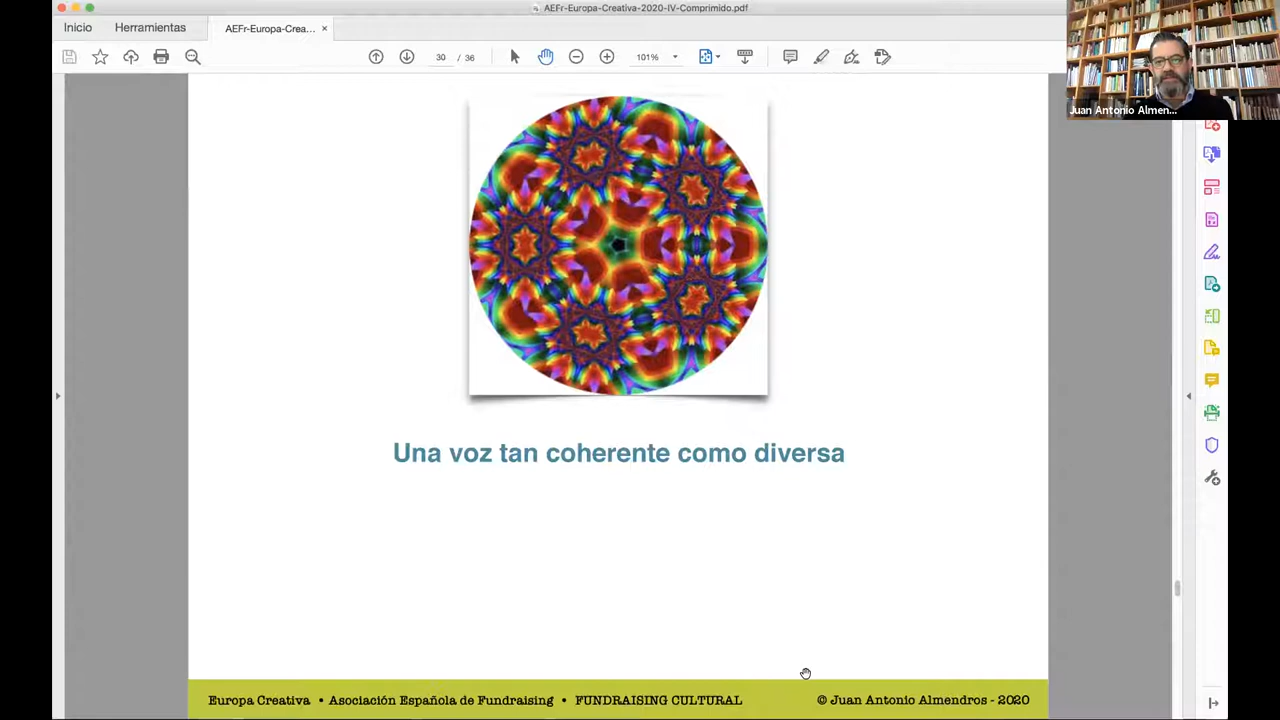 AEFr-Europa-Creativa-2020-IV-Comprimido.pdf
Inicio
Herramientas
AEFr-Europa-Crea... ×
30 / 36
101%
Juan Antonio Almen...
Una voz tan coherente como diversa
Europa Creativa • Asociación Española de Fundraising • FUNDRAISING CULTURAL
© Juan Antonio Almendros - 2020